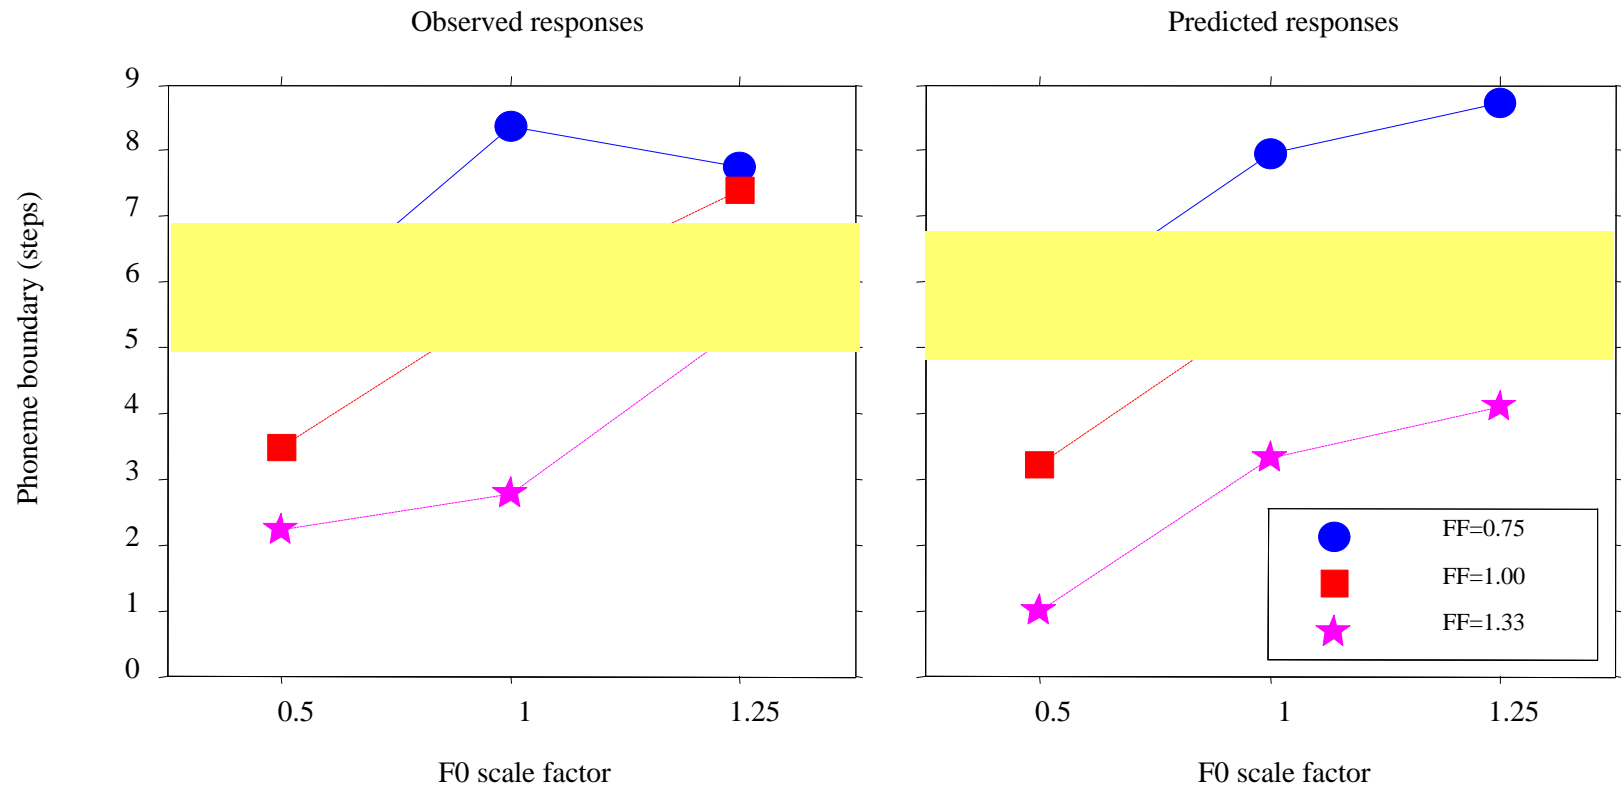 Observed responses
Predicted responses
Phoneme boundary (steps)
9
8
7
6
5
4
3
2
1
0
0.5
1
1.25
0.5
1
1.25
F0 scale factor
F0 scale factor
FF=0.75
FF=1.00
FF=1.33